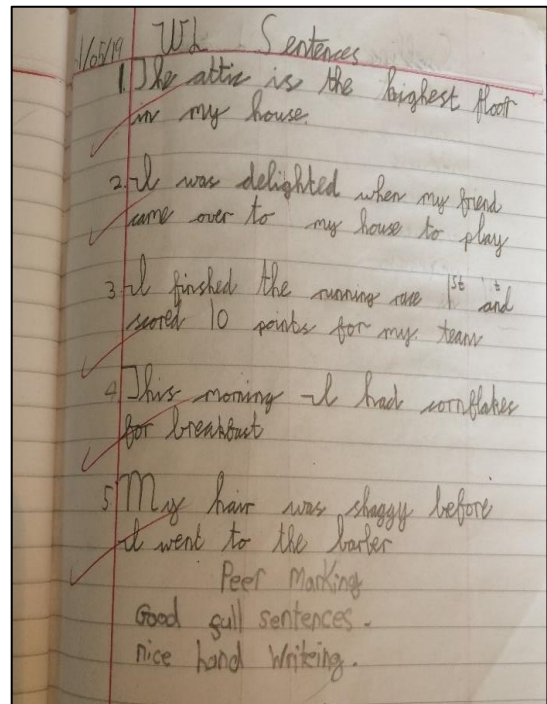 1/05/19 WL Sentences
1. The attic is the highest floor
in my house.
2. I was delighted when my friend
came over to my house to play
3. I finished the running race 1st and
scored 10 points for my team
4. This morning I had cornflakes
for breakfast
5. My hair was shaggy before
I went to the barber
Peer Marking
Good full sentences.
nice hand Writeing.